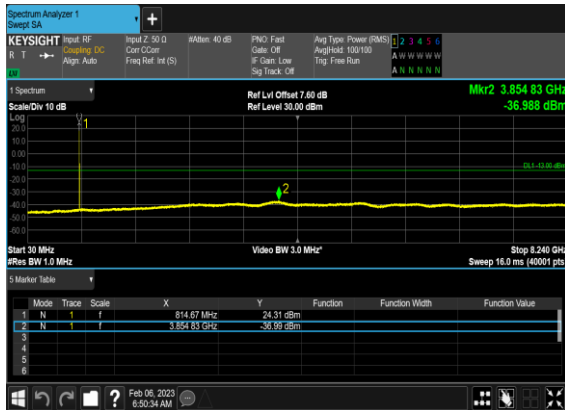 Spectrum Analyzer 1
Swept SA
+
KEYSIGHT Input: RF Input Z: 50 Ω #Atten: 40 dB PNO: Fast Avg Type: Power (RMS) 1 2 3 4 5 6
R T Coupling: DC Corr CCorr Gate: Off Avg|Hold: 100/100 A W W W W W
Align: Auto Freq Ref: Int (S) IF Gain: Low Trig: Free Run
Sig Track: Off A N N N N N
1 Spectrum
Scale/Div 10 dB
Ref Lvl Offset 7.60 dB
Ref Level 30.00 dBm
Mkr2 3.854 83 GHz
-36.988 dBm
Log
20.0
10.0
0.00
-10.0
-20.0
-30.0
-40.0
-50.0
-60.0
1
2
DL1 -13.00 dBm
Start 30 MHz Video BW 3.0 MHz* Stop 8.240 GHz
#Res BW 1.0 MHz Sweep 16.0 ms (40001 pts)
5 Marker Table
Mode Trace Scale X Y Function Function Width Function Value
1 N 1 f 814.67 MHz 24.31 dBm
2 N 1 f 3.854 83 GHz -36.99 dBm
3
4
5
6
?
Feb 06, 2023
6:50:34 AM